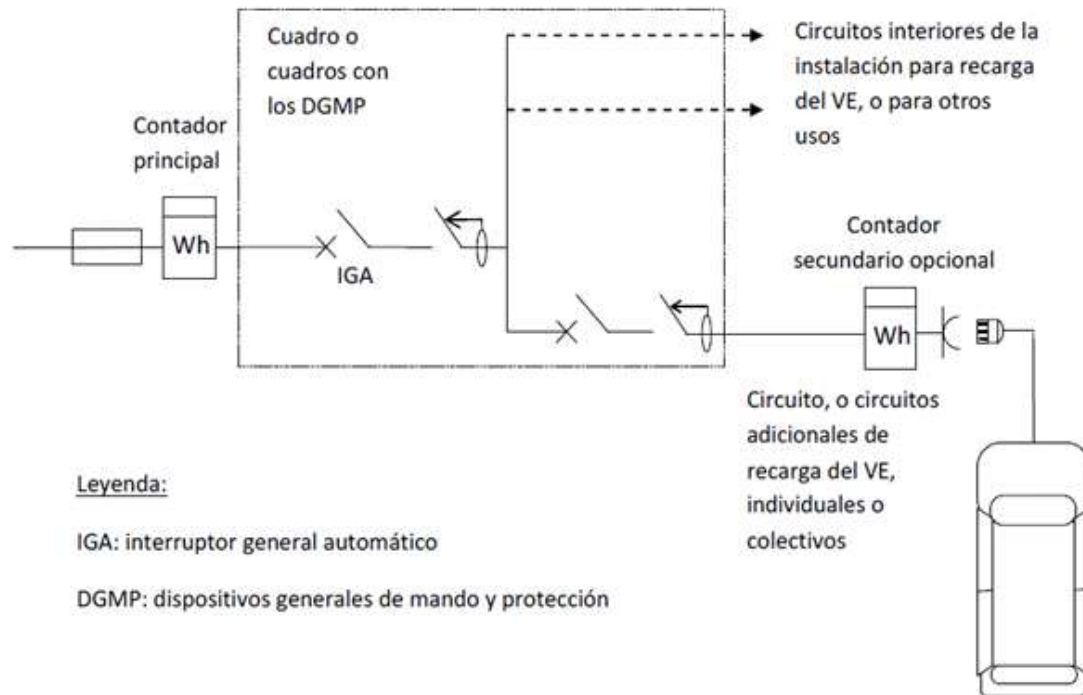 Cuadro o
cuadros con
los DGMP
Circuitos interiores de la
instalación para recarga
del VE, o para otros
usos
Contador
principal
Wh
IGA
Contador
secundario opcional
Wh
Circuito, o circuitos
adicionales de
recarga del VE,
individuales o
colectivos
Leyenda:
IGA: interruptor general automático
DGMP: dispositivos generales de mando y protección